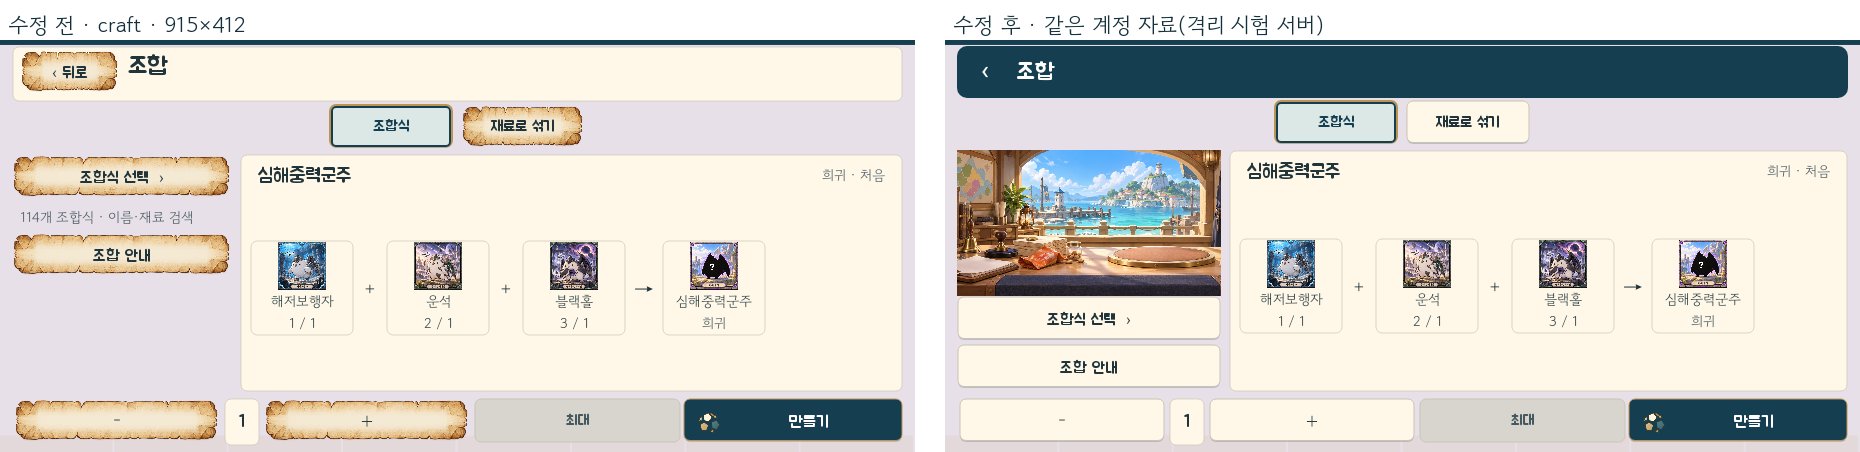 수정 전 · craft · 915×412
‹ 뒤로
조합
조합식
재료로 섞기
조합식 선택 ›
114개 조합식 · 이름·재료 검색
조합 안내
심해중력군주
희귀 · 처음
해저보행자
1 / 1
+
운석
2 / 1
+
블랙홀
3 / 1
→
?
심해중력군주
희귀
-
1
+
최대
만들기
수정 후 · 같은 계정 자료(격리 시험 서버)
‹
조합
조합식
재료로 섞기
조합식 선택 ›
조합 안내
심해중력군주
희귀 · 처음
해저보행자
1 / 1
+
운석
2 / 1
+
블랙홀
3 / 1
→
?
심해중력군주
희귀
-
1
+
최대
만들기